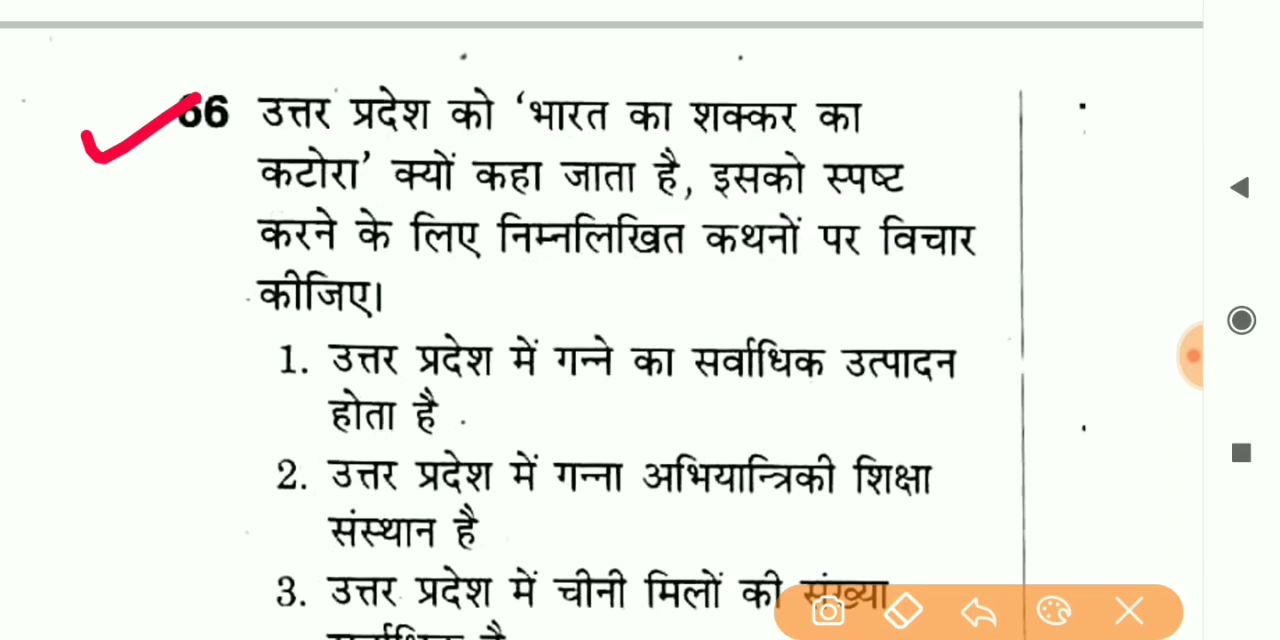 66 उत्तर प्रदेश को ‘भारत का शक्कर का
कटोरा’ क्यों कहा जाता है, इसको स्पष्ट
करने के लिए निम्नलिखित कथनों पर विचार
कीजिए।
1. उत्तर प्रदेश में गन्ने का सर्वाधिक उत्पादन
होता है
2. उत्तर प्रदेश में गन्ना अभियान्त्रिकी शिक्षा
संस्थान है
3. उत्तर प्रदेश में चीनी मिलों की संख्या